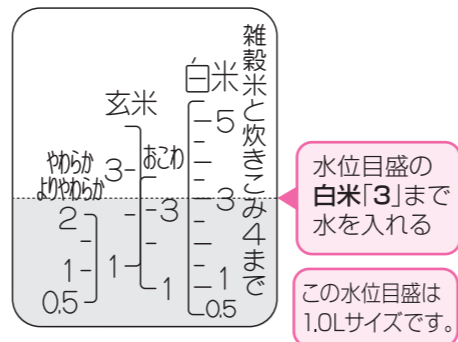 雑穀米と炊きこみ4まで
白米
5
3
1
0.5
おこわ
3
1
玄米
3
1
やわらか
よりやわらか
2
1
0.5
水位目盛の
白米「3」まで
水を入れる
この水位目盛は
1.0Lサイズです。